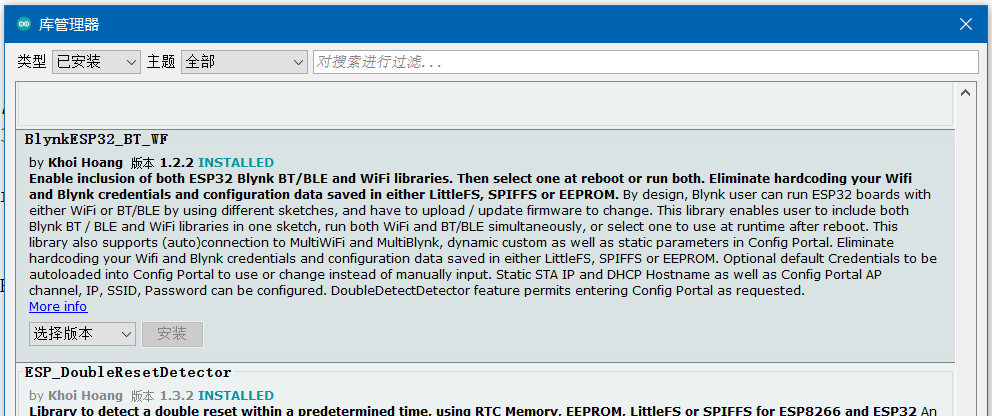 库管理器
类型 已安装 主题 全部 对搜索进行过滤...
BlynkESP32_BT_WF
by Khoi Hoang 版本 1.2.2 INSTALLED
Enable inclusion of both ESP32 Blynk BT/BLE and WiFi libraries. Then select one at reboot or run both. Eliminate hardcoding your Wifi
and Blynk credentials and configuration data saved in either LittleFS, SPIFFS or EEPROM. By design, Blynk user can run ESP32 boards with
either WiFi or BT/BLE by using different sketches, and have to upload / update firmware to change. This library enables user to include both
Blynk BT / BLE and WiFi libraries in one sketch, run both WiFi and BT/BLE simultaneously, or select one to use at runtime after reboot. This
library also supports (auto)connection to MultiWiFi and MultiBlynk, dynamic custom as well as static parameters in Config Portal. Eliminate
hardcoding your Wifi and Blynk credentials and configuration data saved in either LittleFS, SPIFFS or EEPROM. Optional default Credentials to be
autoloaded into Config Portal to use or change instead of manually input. Static STA IP and DHCP Hostname as well as Config Portal AP
channel, IP, SSID, Password can be configured. DoubleDetectDetector feature permits entering Config Portal as requested.
More info
选择版本 安装
ESP_DoubleResetDetector
by Khoi Hoang 版本 1.3.2 INSTALLED
Library to detect a double reset within a predetermined time, using RTC Memory, EEPROM, LittleFS or SPIFFS for ESP8266 and ESP32 An